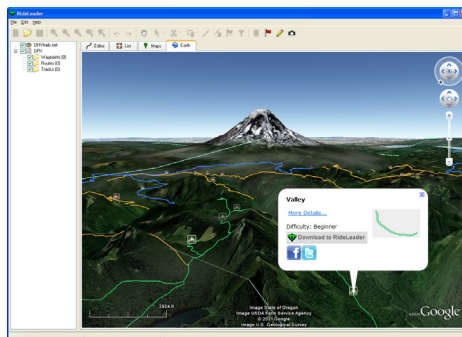 RideLeader
File Edit Help
Editor List Maps Earth
GPX
Waypoints (0)
Routes (0)
Tracks (0)
Valley
More Details...
Difficulty: Beginner
Download to RideLeader
2924 ft
Image State of Oregon
Image USDA Farm Service Agency
© 2011 Google
Image U.S. Geological Survey
Google